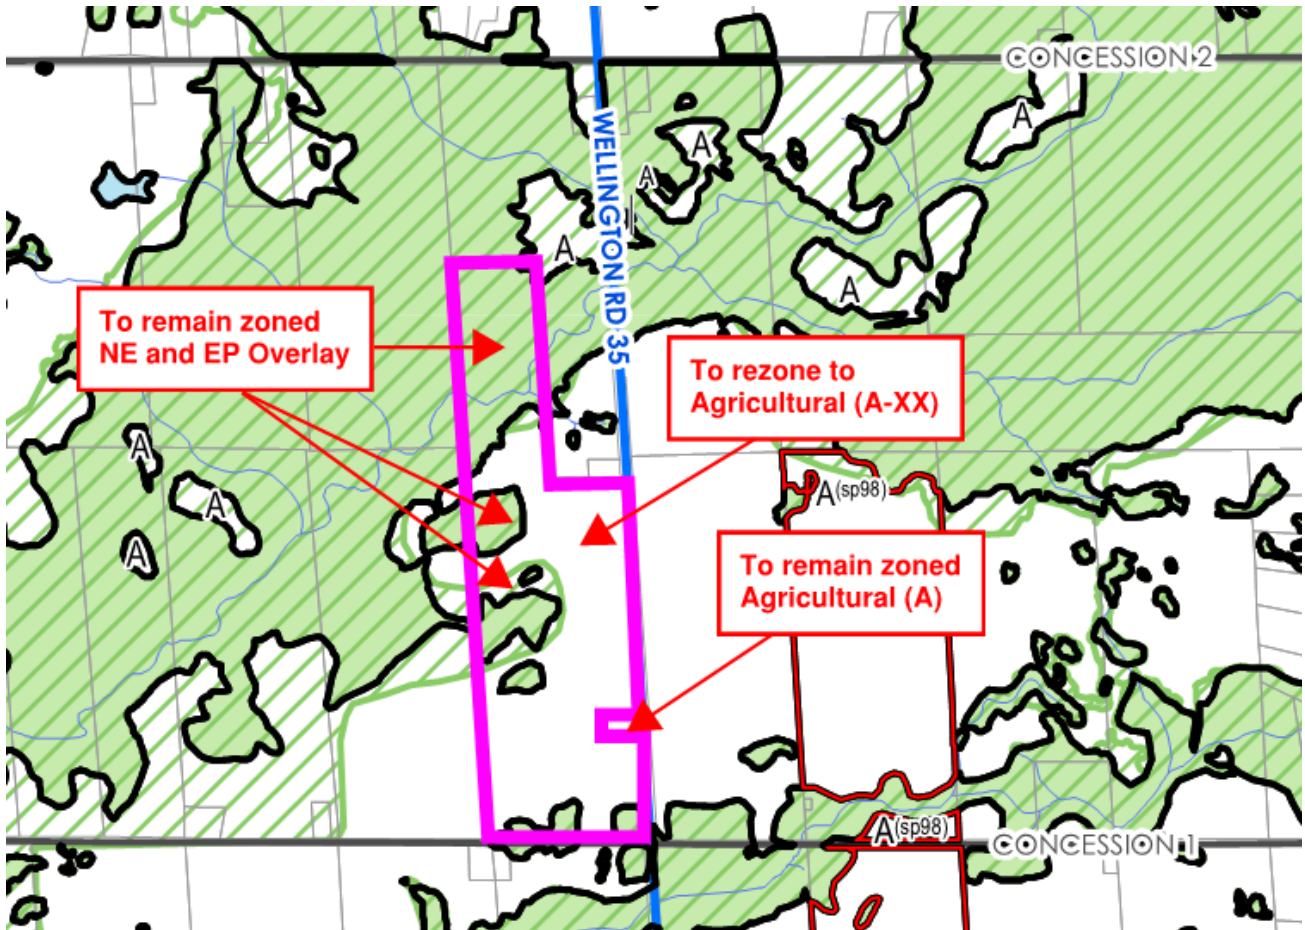 CONCESSION 2
A
A
A
WELLINGTON RD 35
A
A
To remain zoned
NE and EP Overlay
To rezone to
Agricultural (A-XX)
A
A
A
A(sp98)
To remain zoned
Agricultural (A)
A(sp98)
CONCESSION 1